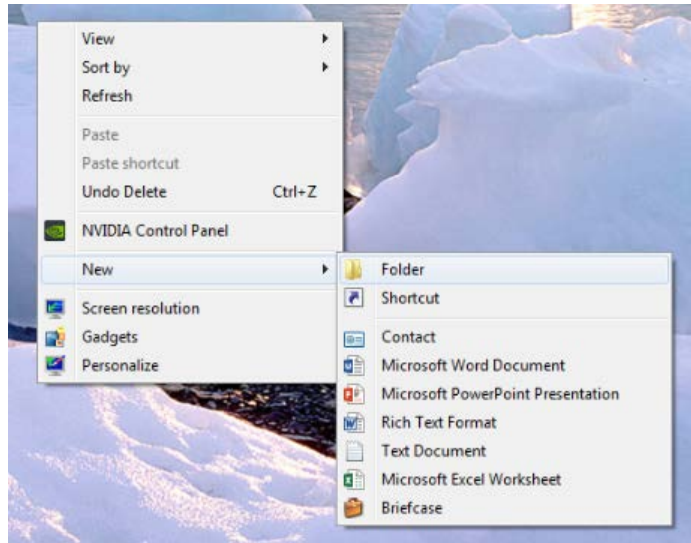 View
Sort by
Refresh
Paste
Paste shortcut
Undo Delete Ctrl+Z
NVIDIA Control Panel
New
Screen resolution
Gadgets
Personalize
Folder
Shortcut
Contact
Microsoft Word Document
Microsoft PowerPoint Presentation
Rich Text Format
Text Document
Microsoft Excel Worksheet
Briefcase